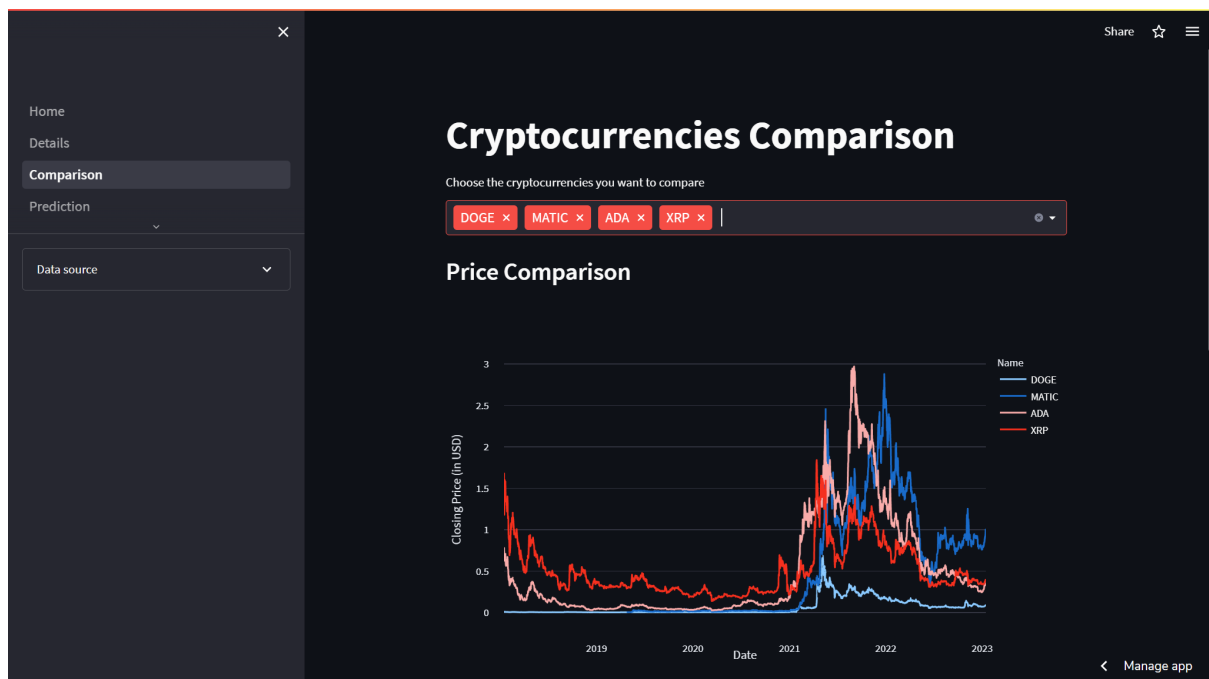 Share
Home
Details
Comparison
Prediction
Data source
Cryptocurrencies Comparison
Choose the cryptocurrencies you want to compare
DOGE × MATIC × ADA × XRP ×
Price Comparison
Closing Price (in USD)
3
2.5
2
1.5
1
0.5
0
2019 2020 2021 2022 2023
Date
Name
DOGE
MATIC
ADA
XRP
Manage app